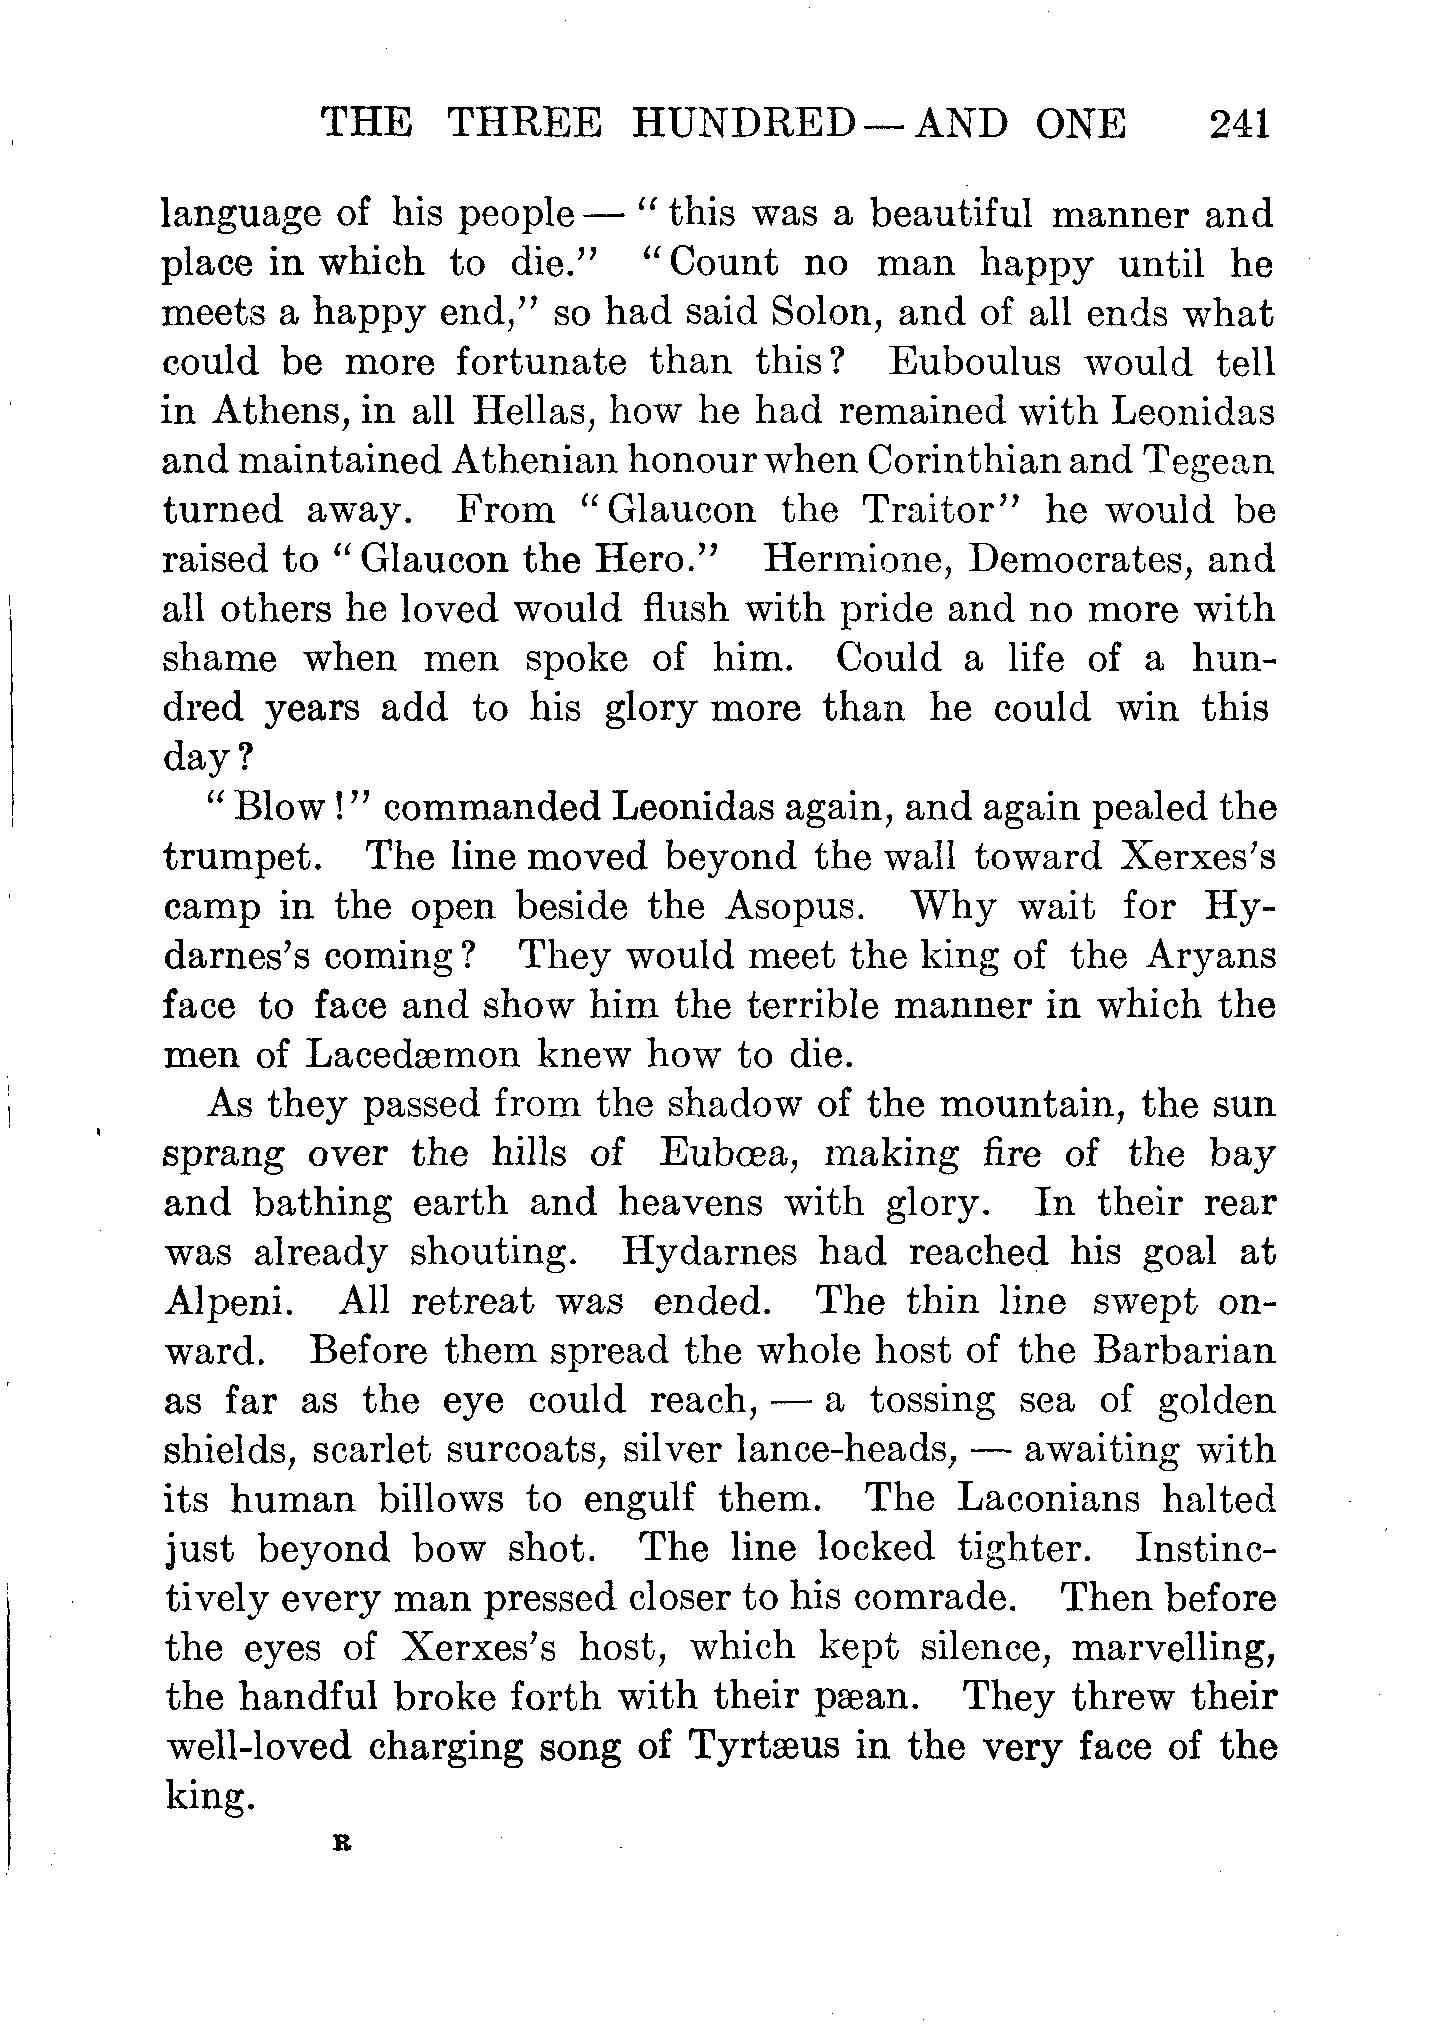 THE THREE HUNDRED — AND ONE 241
language of his people — “this was a beautiful manner and
place in which to die.” “Count no man happy until he
meets a happy end,” so had said Solon, and of all ends what
could be more fortunate than this? Euboulus would tell
in Athens, in all Hellas, how he had remained with Leonidas
and maintained Athenian honour when Corinthian and Tegean
turned away. From “Glaucon the Traitor” he would be
raised to “Glaucon the Hero.” Hermione, Democrates, and
all others he loved would flush with pride and no more with
shame when men spoke of him. Could a life of a hun-
dred years add to his glory more than he could win this
day?
“Blow!” commanded Leonidas again, and again pealed the
trumpet. The line moved beyond the wall toward Xerxes’s
camp in the open beside the Asopus. Why wait for Hy-
darnes’s coming? They would meet the king of the Aryans
face to face and show him the terrible manner in which the
men of Lacedæmon knew how to die.
As they passed from the shadow of the mountain, the sun
sprang over the hills of Eubœa, making fire of the bay
and bathing earth and heavens with glory. In their rear
was already shouting. Hydarnes had reached his goal at
Alpeni. All retreat was ended. The thin line swept on-
ward. Before them spread the whole host of the Barbarian
as far as the eye could reach, — a tossing sea of golden
shields, scarlet surcoats, silver lance-heads, — awaiting with
its human billows to engulf them. The Laconians halted
just beyond bow shot. The line locked tighter. Instinc-
tively every man pressed closer to his comrade. Then before
the eyes of Xerxes’s host, which kept silence, marvelling,
the handful broke forth with their pæan. They threw their
well-loved charging song of Tyrtæus in the very face of the
king.
R